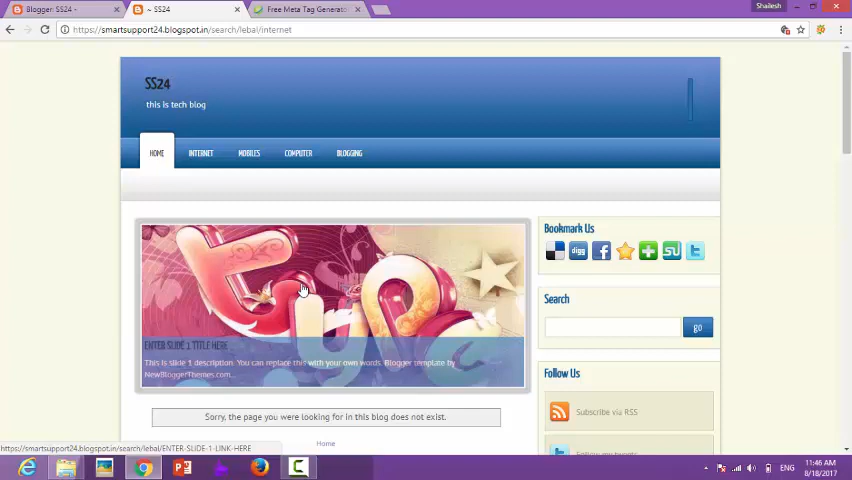 Blogger: SS24 -
~ SS24
Free Meta Tag Generator
Shailesh
https://smartsupport24.blogspot.in/search/lebal/internet
SS24
this is tech blog
HOME
INTERNET
MOBILES
COMPUTER
BLOGGING
Bookmark Us
digg
Search
go
ENTER SLIDE 1 TITLE HERE
This is slide 1 description. You can replace this with your own words. Blogger template by
NewBloggerThemes.com...
Follow Us
Subscribe via RSS
Sorry, the page you were looking for in this blog does not exist.
Home
Follow my tweets
https://smartsupport24.blogspot.in/search/lebal/ENTER-SLIDE-1-LINK-HERE
ENG
11:46 AM
8/18/2017